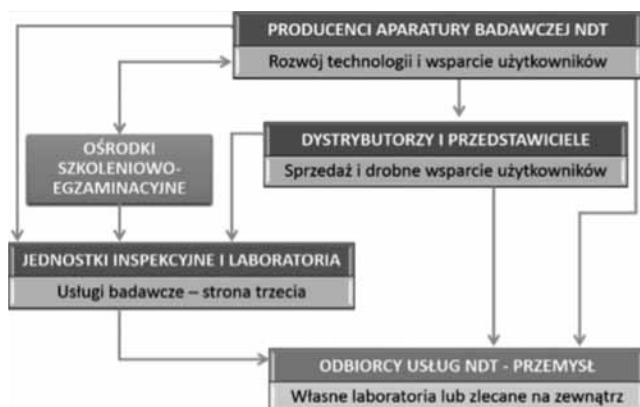 PRODUCENCI APARATURY BADAWCZEJ NDT
Rozwój technologii i wsparcie użytkowników
OŚRODKI
SZKOLENIOWO-
EGZAMINACYJNE
DYSTRYBUTORZY I PRZEDSTAWICIELE
Sprzedaż i drobne wsparcie użytkowników
JEDNOSTKI INSPEKCYJNE I LABORATORIA
Usługi badawcze – strona trzecia
ODBIORCY USŁUG NDT - PRZEMYSŁ
Własne laboratoria lub zlecane na zewnątrz